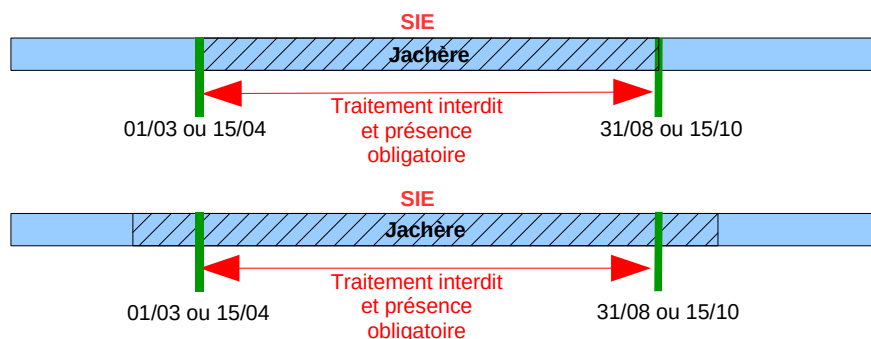 SIE
Jachère
Traitement interdit
et présence
obligatoire
01/03 ou 15/04
31/08 ou 15/10
SIE
Jachère
Traitement interdit
et présence
obligatoire
01/03 ou 15/04
31/08 ou 15/10